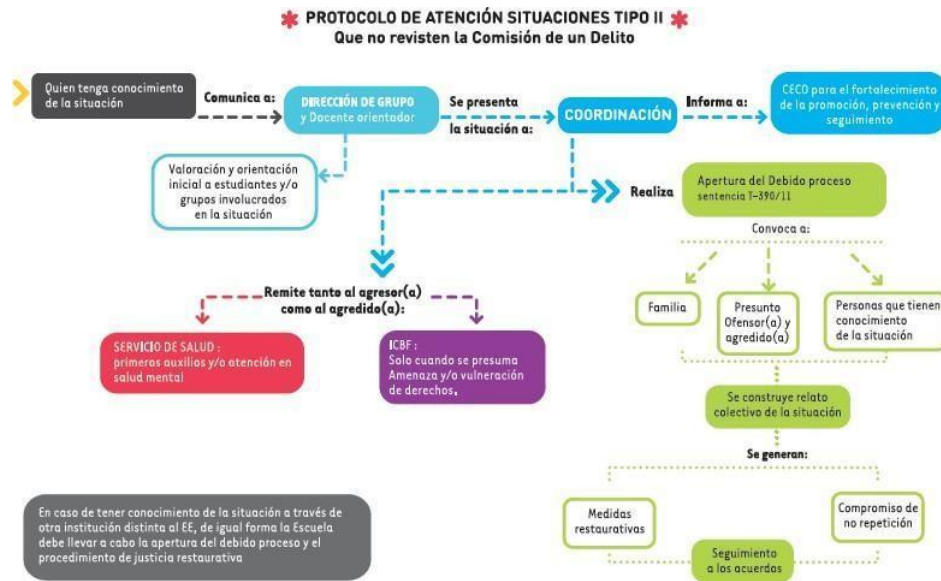 PROTOCOLO DE ATENCIÓN SITUACIONES TIPO II
Que no revisten la Comisión de un Delito
Quien tenga conocimiento
de la situación
Comunica a:
DIRECCIÓN DE GRUPO
y Docente orientador
Se presenta
la situación a:
COORDINACIÓN
Informa a:
CECO para el fortalecimiento
de la promoción, prevención y
seguimiento
Valoración y orientación
inicial a estudiantes y/o
grupos involucrados
en la situación
Realiza
Apertura del Debido proceso
sentencia T-390/11
Convoca a:
Familia
Presunto
Ofensor(a) y
agredido(a)
Personas que tienen
conocimiento
de la situación
Remite tanto al agresor(a)
como al agredido(a):
SERVICIO DE SALUD :
primeros auxilios y/o atención en
salud mental
ICBF :
Solo cuando se presuma
Amenaza y/o vulneración
de derechos.
Se construye relato
colectivo de la situación
Se generan:
Medidas
restaurativas
Compromiso de
no repetición
Seguimiento
a los acuerdos
En caso de tener conocimiento de la situación a través de
otra institución distinta al EE, de igual forma la Escuela
debe llevar a cabo la apertura del debido proceso y el
procedimiento de justicia restaurativa